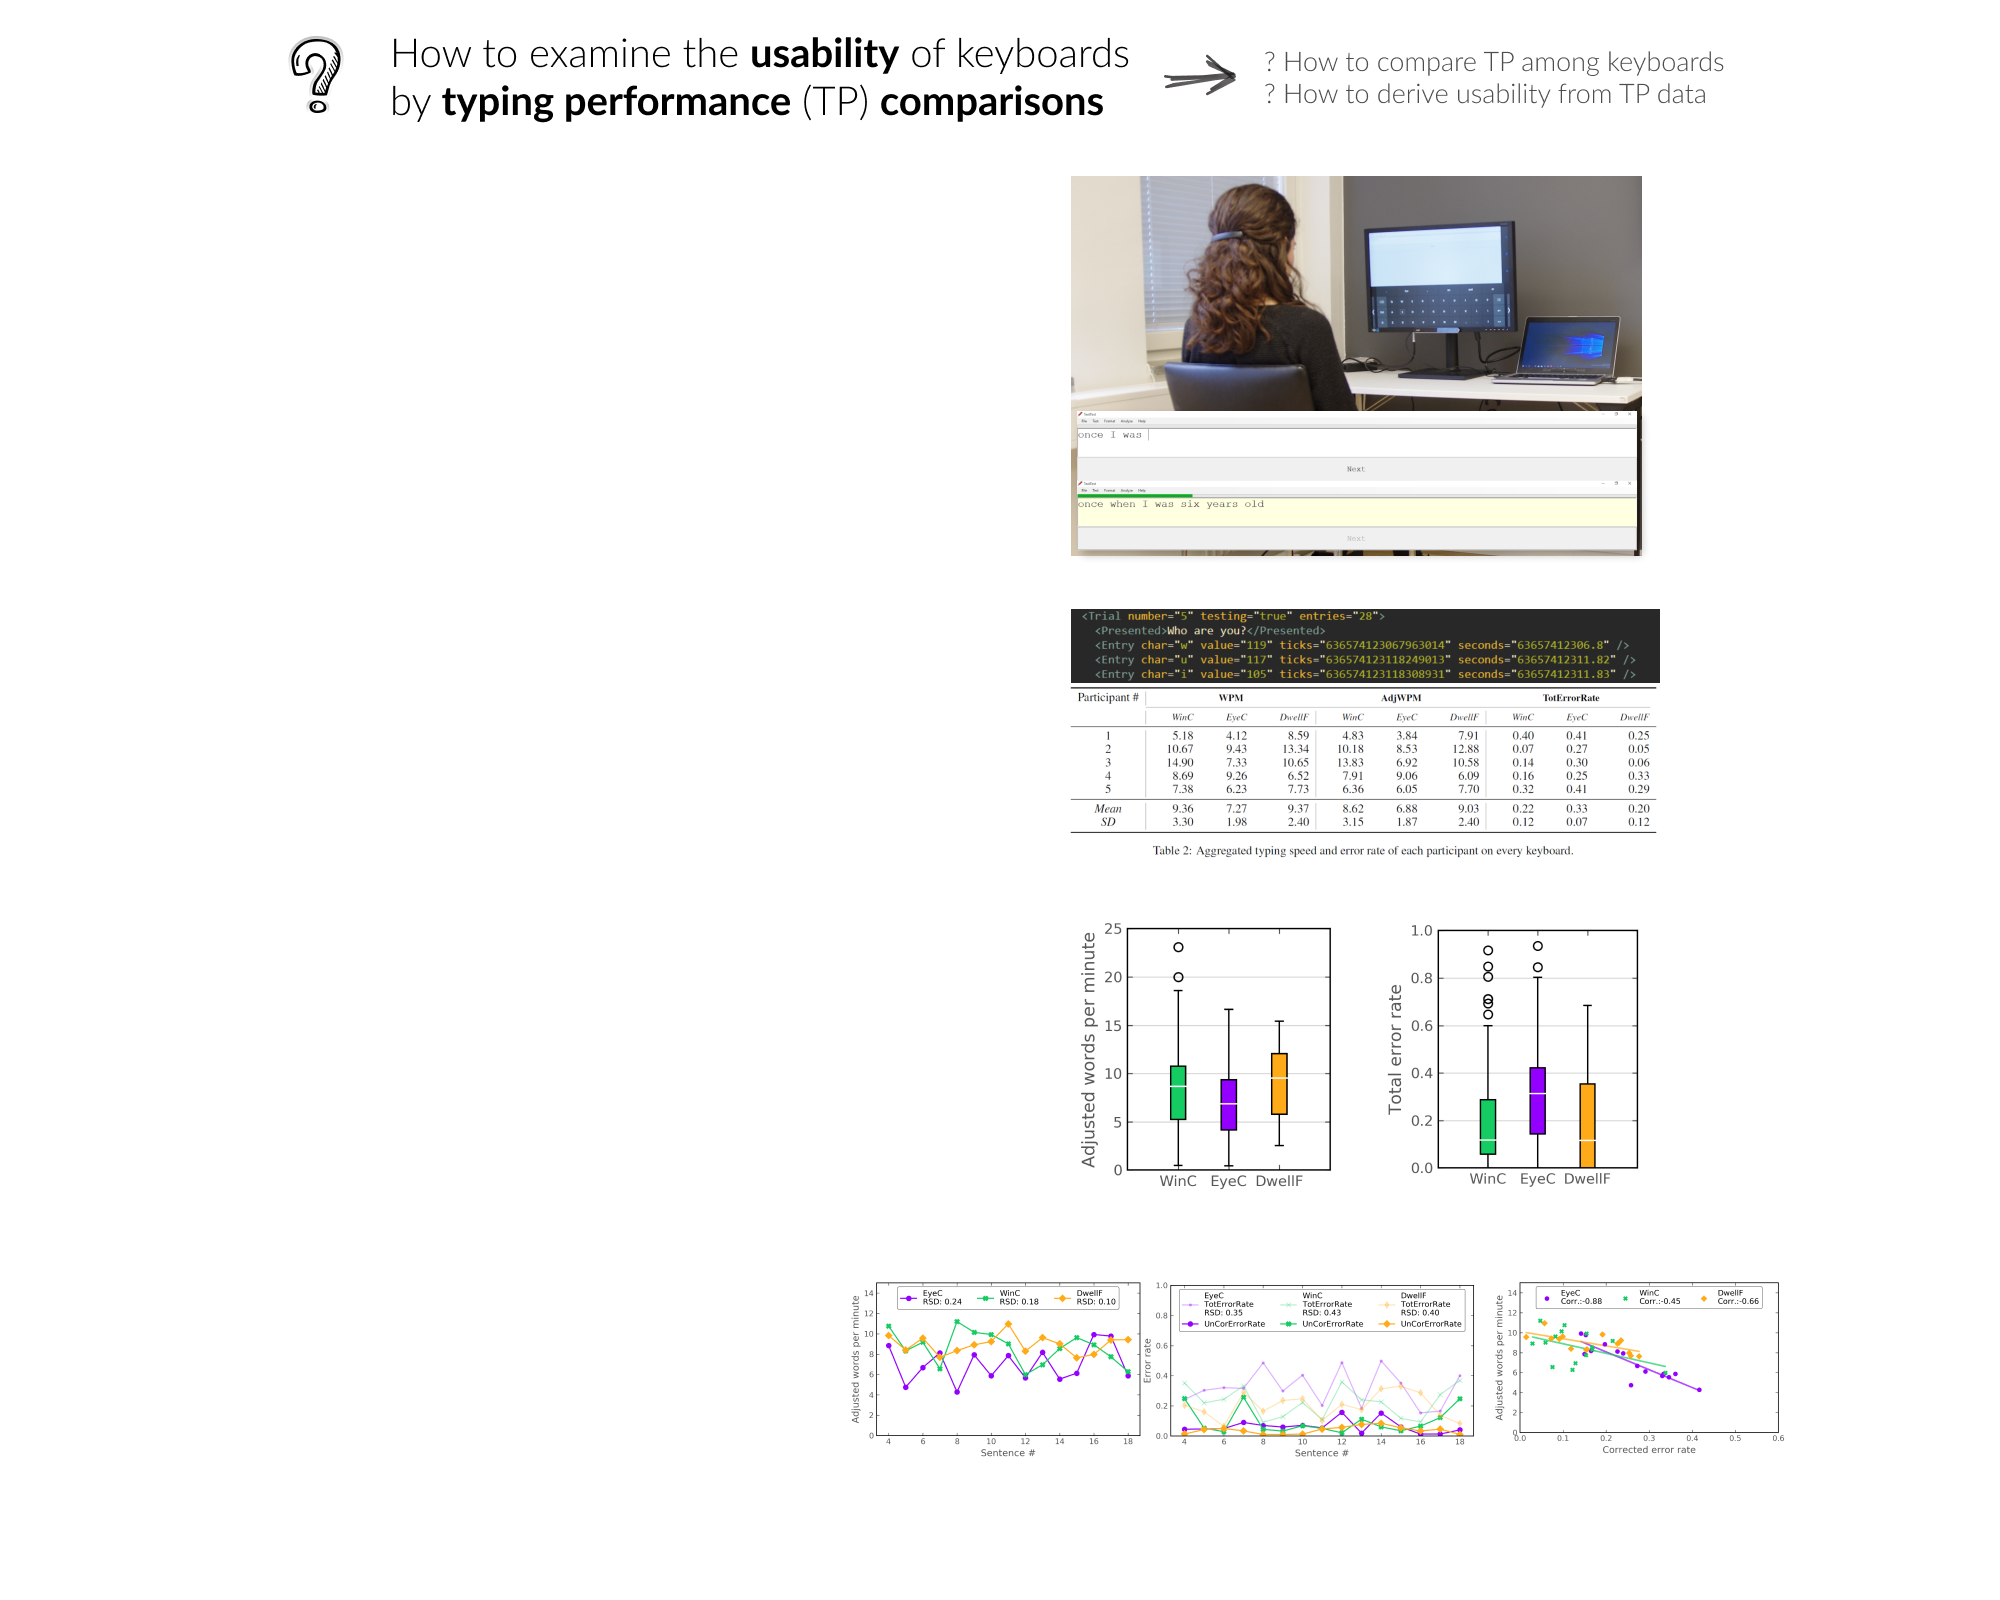 How to examine the usability of keyboards
by typing performance (TP) comparisons
? How to compare TP among keyboards
? How to derive usability from TP data
TextTest
File Test Format Analyze Help
once I was
Next
TextTest
File Test Format Analyze Help
once when I was six years old
Next
<Trial number="5" testing="true" entries="28">
<Presented>Who are you?</Presented>
<Entry char="w" value="119" ticks="636574123067963014" seconds="63657412306.8" />
<Entry char="u" value="117" ticks="636574123118249013" seconds="63657412311.82" />
<Entry char="i" value="105" ticks="636574123118308931" seconds="63657412311.83" />
Participant # WPM AdjWPM TotErrorRate
WinC EyeC DwellF WinC EyeC DwellF WinC EyeC DwellF
1 5.18 4.12 8.59 4.83 3.84 7.91 0.40 0.41 0.25
2 10.67 9.43 13.34 10.18 8.53 12.88 0.07 0.27 0.05
3 14.90 7.33 10.65 13.83 6.92 10.58 0.14 0.30 0.06
4 8.69 9.26 6.52 7.91 9.06 6.09 0.16 0.25 0.33
5 7.38 6.23 7.73 6.36 6.05 7.70 0.32 0.41 0.29
Mean 9.36 7.27 9.37 8.62 6.88 9.03 0.22 0.33 0.20
SD 3.30 1.98 2.40 3.15 1.87 2.40 0.12 0.07 0.12
Table 2: Aggregated typing speed and error rate of each participant on every keyboard.
Adjusted words per minute
25
20
15
10
5
0
WinC EyeC DwellF
Total error rate
1.0
0.8
0.6
0.4
0.2
0.0
WinC EyeC DwellF
Adjusted words per minute
14
12
10
8
6
4
2
0
EyeC WinC DwellF
RSD: 0.24 RSD: 0.18 RSD: 0.10
4 6 8 10 12 14 16 18
Sentence #
Error rate
1.0
0.8
0.6
0.4
0.2
0.0
EyeC WinC DwellF
TotErrorRate TotErrorRate TotErrorRate
RSD: 0.35 RSD: 0.43 RSD: 0.40
UnCorErrorRate UnCorErrorRate UnCorErrorRate
4 6 8 10 12 14 16 18
Sentence #
Adjusted words per minute
14
12
10
8
6
4
2
0
EyeC WinC DwellF
Corr.:-0.88 Corr.:-0.45 Corr.:-0.66
0.0 0.1 0.2 0.3 0.4 0.5 0.6
Corrected error rate